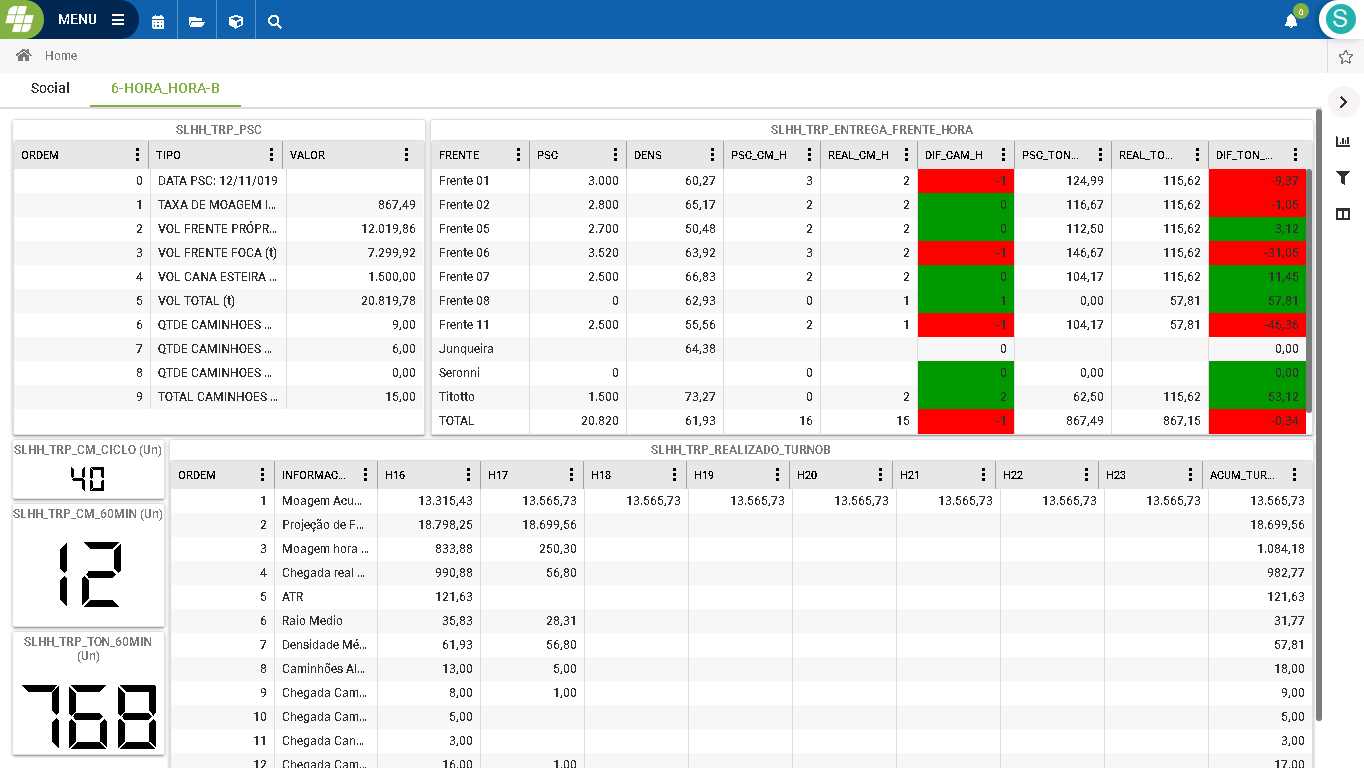 MENU
0
S
Home
Social 6-HORA_HORA-B
SLHH_TRP_PSC
ORDEM TIPO VALOR
0 DATA PSC: 12/11/019
1 TAXA DE MOAGEM I... 867,49
2 VOL FRENTE PRÓPR... 12.019,86
3 VOL FRENTE FOCA (t) 7.299,92
4 VOL CANA ESTEIRA ... 1.500,00
5 VOL TOTAL (t) 20.819,78
6 QTDE CAMINHOES ... 9,00
7 QTDE CAMINHOES ... 6,00
8 QTDE CAMINHOES ... 0,00
9 TOTAL CAMINHOES ... 15,00
SLHH_TRP_ENTREGA_FRENTE_HORA
FRENTE PSC DENS PSC_CM_H REAL_CM_H DIF_CAM_H PSC_TON... REAL_TO... DIF_TON_...
Frente 01 3.000 60,27 3 2 -1 124,99 115,62 -9,37
Frente 02 2.800 65,17 2 2 0 116,67 115,62 -1,05
Frente 05 2.700 50,48 2 2 0 112,50 115,62 3,12
Frente 06 3.520 63,92 3 2 -1 146,67 115,62 31,05
Frente 07 2.500 66,83 2 2 0 104,17 115,62 11,45
Frente 08 0 62,93 0 1 1 0,00 57,81 57,81
Frente 11 2.500 55,56 2 1 -1 104,17 57,81 -46,36
Junqueira 64,38 0 0,00
Seronni 0 0 0 0,00
Titotto 1.500 73,27 0 2 2 62,50 115,62 53,12
TOTAL 20.820 61,93 16 15 -1 867,49 867,15 -0,34
SLHH_TRP_CM_CICLO (Un)
40
SLHH_TRP_CM_60MIN (Un)
12
SLHH_TRP_TON_60MIN
(Un)
768
SLHH_TRP_REALIZADO_TURNOB
ORDEM INFORMAC... H16 H17 H18 H19 H20 H21 H22 H23 ACUM_TUR...
1 Moagem Acu... 13.315,43 13.565,73 13.565,73 13.565,73 13.565,73 13.565,73 13.565,73 13.565,73 13.565,73
2 Projeção de F... 18.798,25 18.699,56 18.699,56
3 Moagem hora ... 833,88 250,30 1.084,18
4 Chegada real ... 990,88 56,80 982,77
5 ATR 121,63 121,63
6 Raio Medio 35,83 28,31 31,77
7 Densidade Mé... 61,93 56,80 57,81
8 Caminhões Al... 13,00 5,00 18,00
9 Chegada Cam... 8,00 1,00 9,00
10 Chegada Cam... 5,00 5,00
11 Chegada Can... 3,00 3,00
12 Chegada Cam... 16,00 1,00 17,00